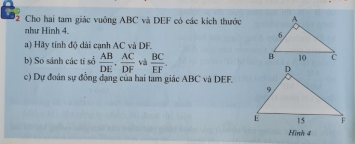 2 Cho hai tam giác vuông ABC và DEF có các kích thước
như Hình 4.
a) Hãy tính độ dài cạnh AC và DF.
b) So sánh các tỉ số AB/DE, AC/DF và BC/EF.
c) Dự đoán sự đồng dạng của hai tam giác ABC và DEF.
A
6
B 10 C
D
9
E 15 F
Hình 4